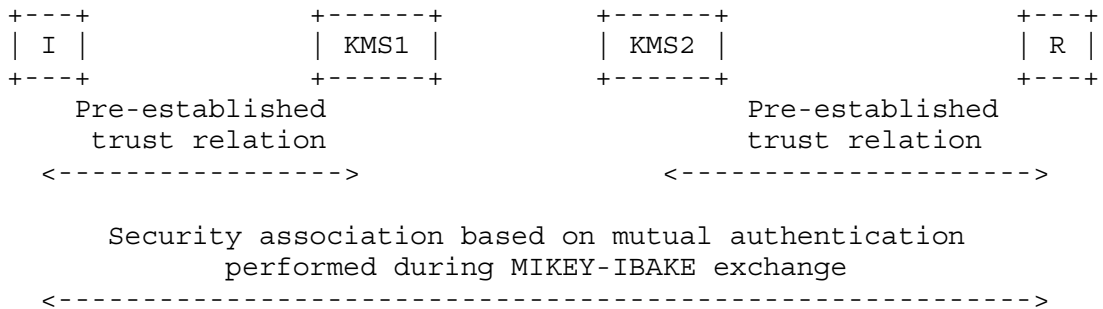 +---+ +------+ +------+ +---+
| I | | KMS1 | | KMS2 | | R |
+---+ +------+ +------+ +---+
Pre-established Pre-established
trust relation trust relation
<-----------------> <--------------------->
Security association based on mutual authentication
performed during MIKEY-IBAKE exchange
<---------------------------------------------------------->